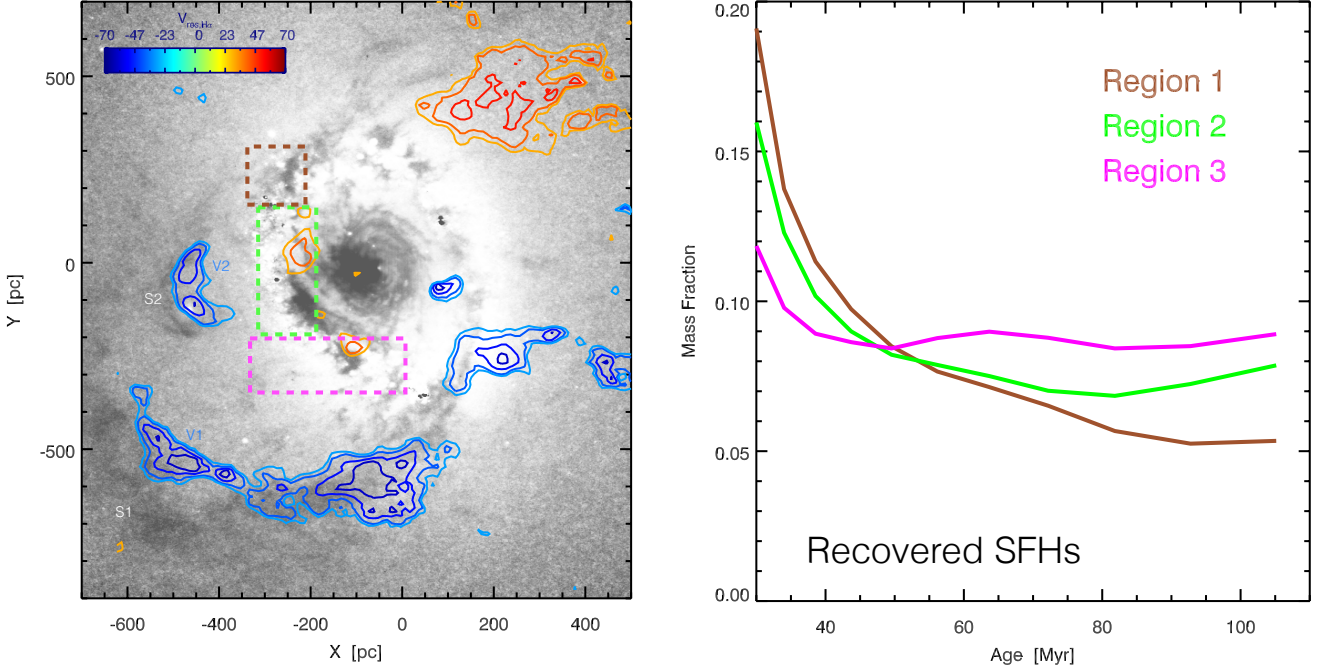 V_res,Hα
-70 -47 -23 0 23 47 70
500
0
-500
Y [pc]
-600 -400 -200 0 200 400
X [pc]
V2
S2
V1
S1
0.20
0.15
0.10
0.05
0.00
Mass Fraction
Region 1
Region 2
Region 3
Recovered SFHs
40 60 80 100
Age [Myr]